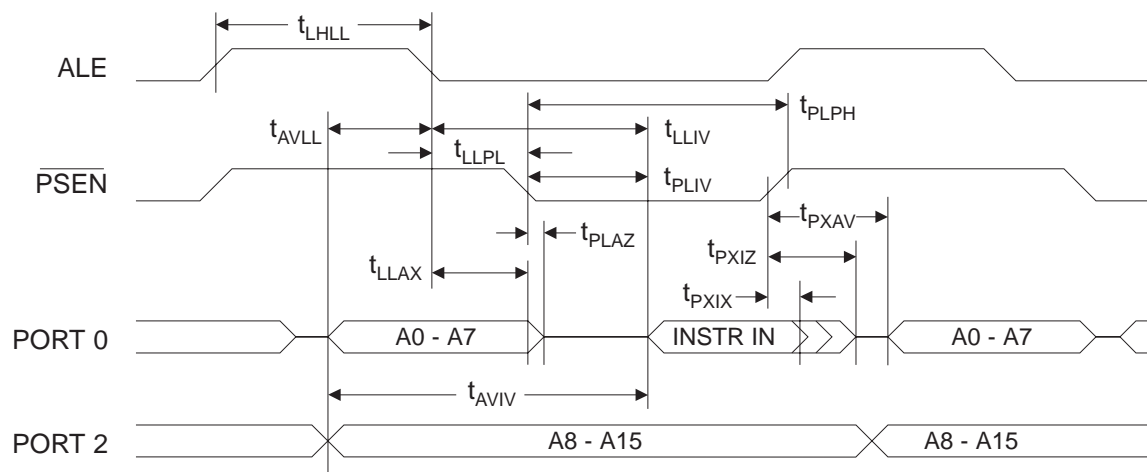 tLHLL
ALE
tPLPH
tAVLL
tLLIV
tLLPL
PSEN
tPLIV
tPXAV
tPLAZ
tPXIZ
tLLAX
tPXIX
PORT 0
A0 - A7
INSTR IN
A0 - A7
tAVIV
PORT 2
A8 - A15
A8 - A15